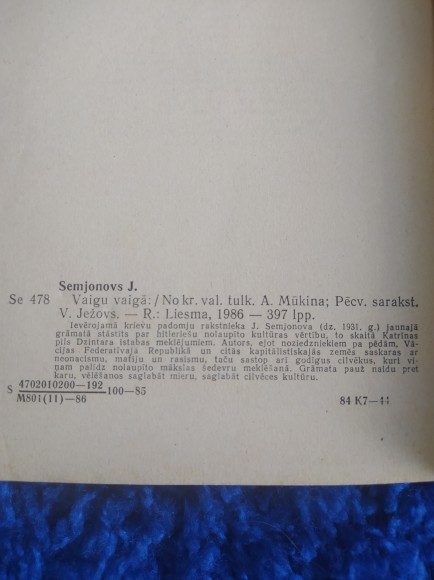 Semjonovs J.
Se 478 Vaigu vaigā: / No kr. val. tulk. A. Mūkina; Pēcv. sarakst.
V. Ježovs. — R.: Liesma, 1986 — 397 lpp.
Ievērojamā krievu padomju rakstnieka J. Semjonova (dz. 1931. g.) jaunajā
grāmatā stāstīts par hitleriešu nolaupīto kultūras vērtību, to skaitā Katrīnas
pils Dzintara istabas meklējumiem. Autors, ejot noziedzniekiem pa pēdām, Vā-
cijas Federatīvajā Republikā un citās kapitālistiskajās zemēs saskaras ar
neonacismu, mafiju un rasismu, taču sastop arī godīgus cilvēkus, kuri vi-
ņam palīdz nolaupīto mākslas šedevru meklēšanā. Grāmata pauž naidu pret
karu, vēlēšanos saglabāt mieru, saglabāt cilvēces kultūru.
S 4702010200—192 100—85
M801(11)—86
84 K7—44